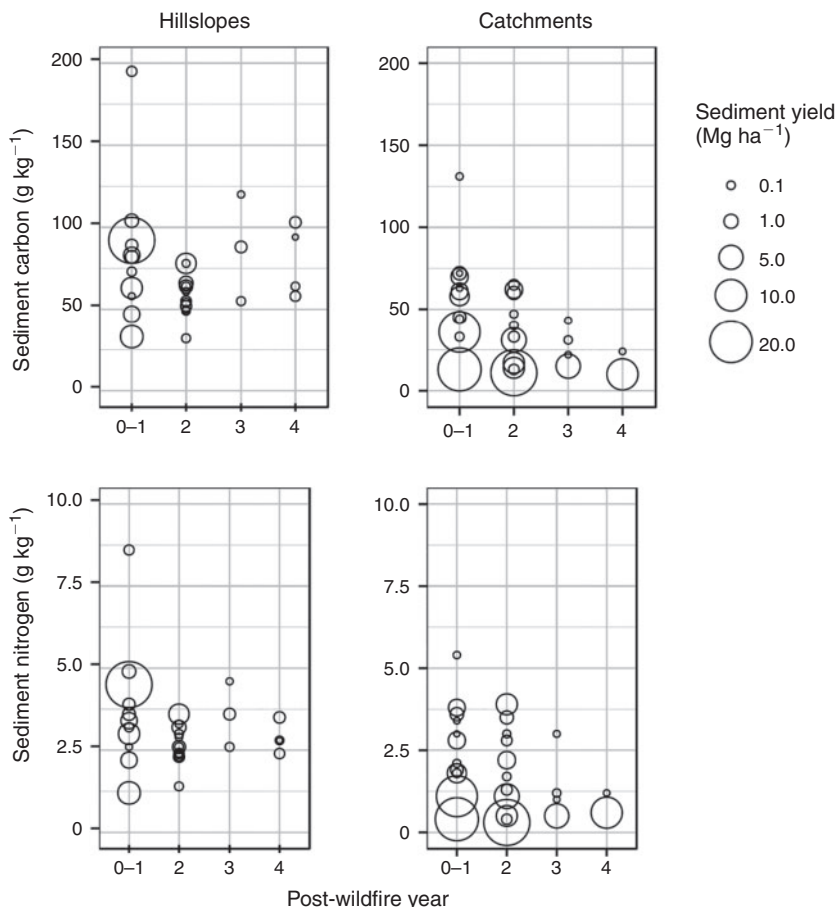 Hillslopes
Catchments
Sediment carbon (g kg⁻¹)
200
150
100
50
0
0–1 2 3 4
200
150
100
50
0
0–1 2 3 4
Sediment yield
(Mg ha⁻¹)
0.1
1.0
5.0
10.0
20.0
Sediment nitrogen (g kg⁻¹)
10.0
7.5
5.0
2.5
0
0–1 2 3 4
10.0
7.5
5.0
2.5
0
0–1 2 3 4
Post-wildfire year